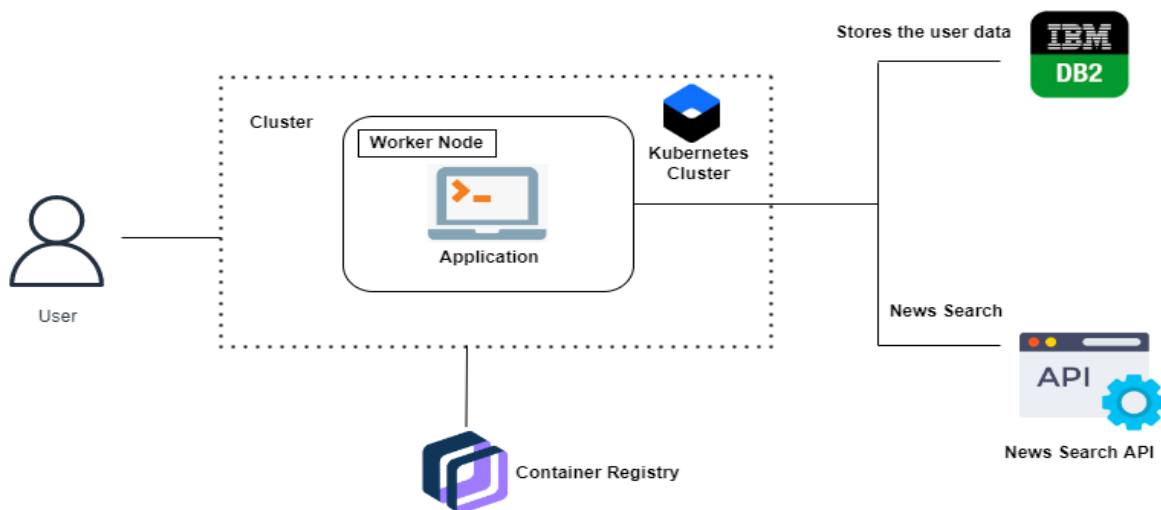 Stores the user data
IBM
DB2
Cluster
Worker Node
Kubernetes
Cluster
Application
User
News Search
API
News Search API
Container Registry